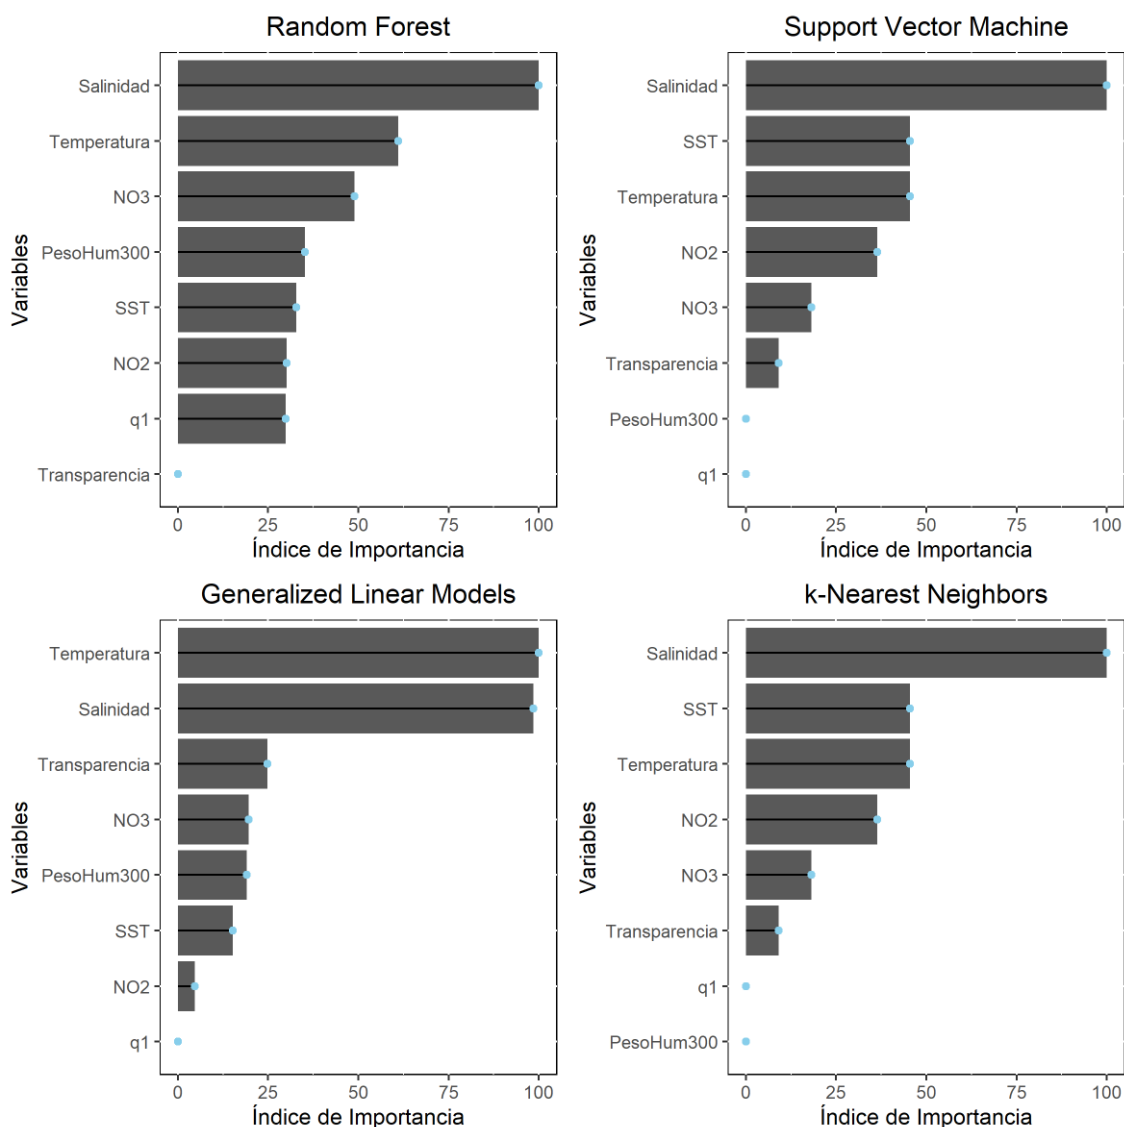 Random Forest
Variables
Salinidad
Temperatura
NO3
PesoHum300
SST
NO2
q1
Transparencia
0 25 50 75 100
Índice de Importancia
Support Vector Machine
Variables
Salinidad
SST
Temperatura
NO2
NO3
Transparencia
PesoHum300
q1
0 25 50 75 100
Índice de Importancia
Generalized Linear Models
Variables
Temperatura
Salinidad
Transparencia
NO3
PesoHum300
SST
NO2
q1
0 25 50 75 100
Índice de Importancia
k-Nearest Neighbors
Variables
Salinidad
SST
Temperatura
NO2
NO3
Transparencia
q1
PesoHum300
0 25 50 75 100
Índice de Importancia